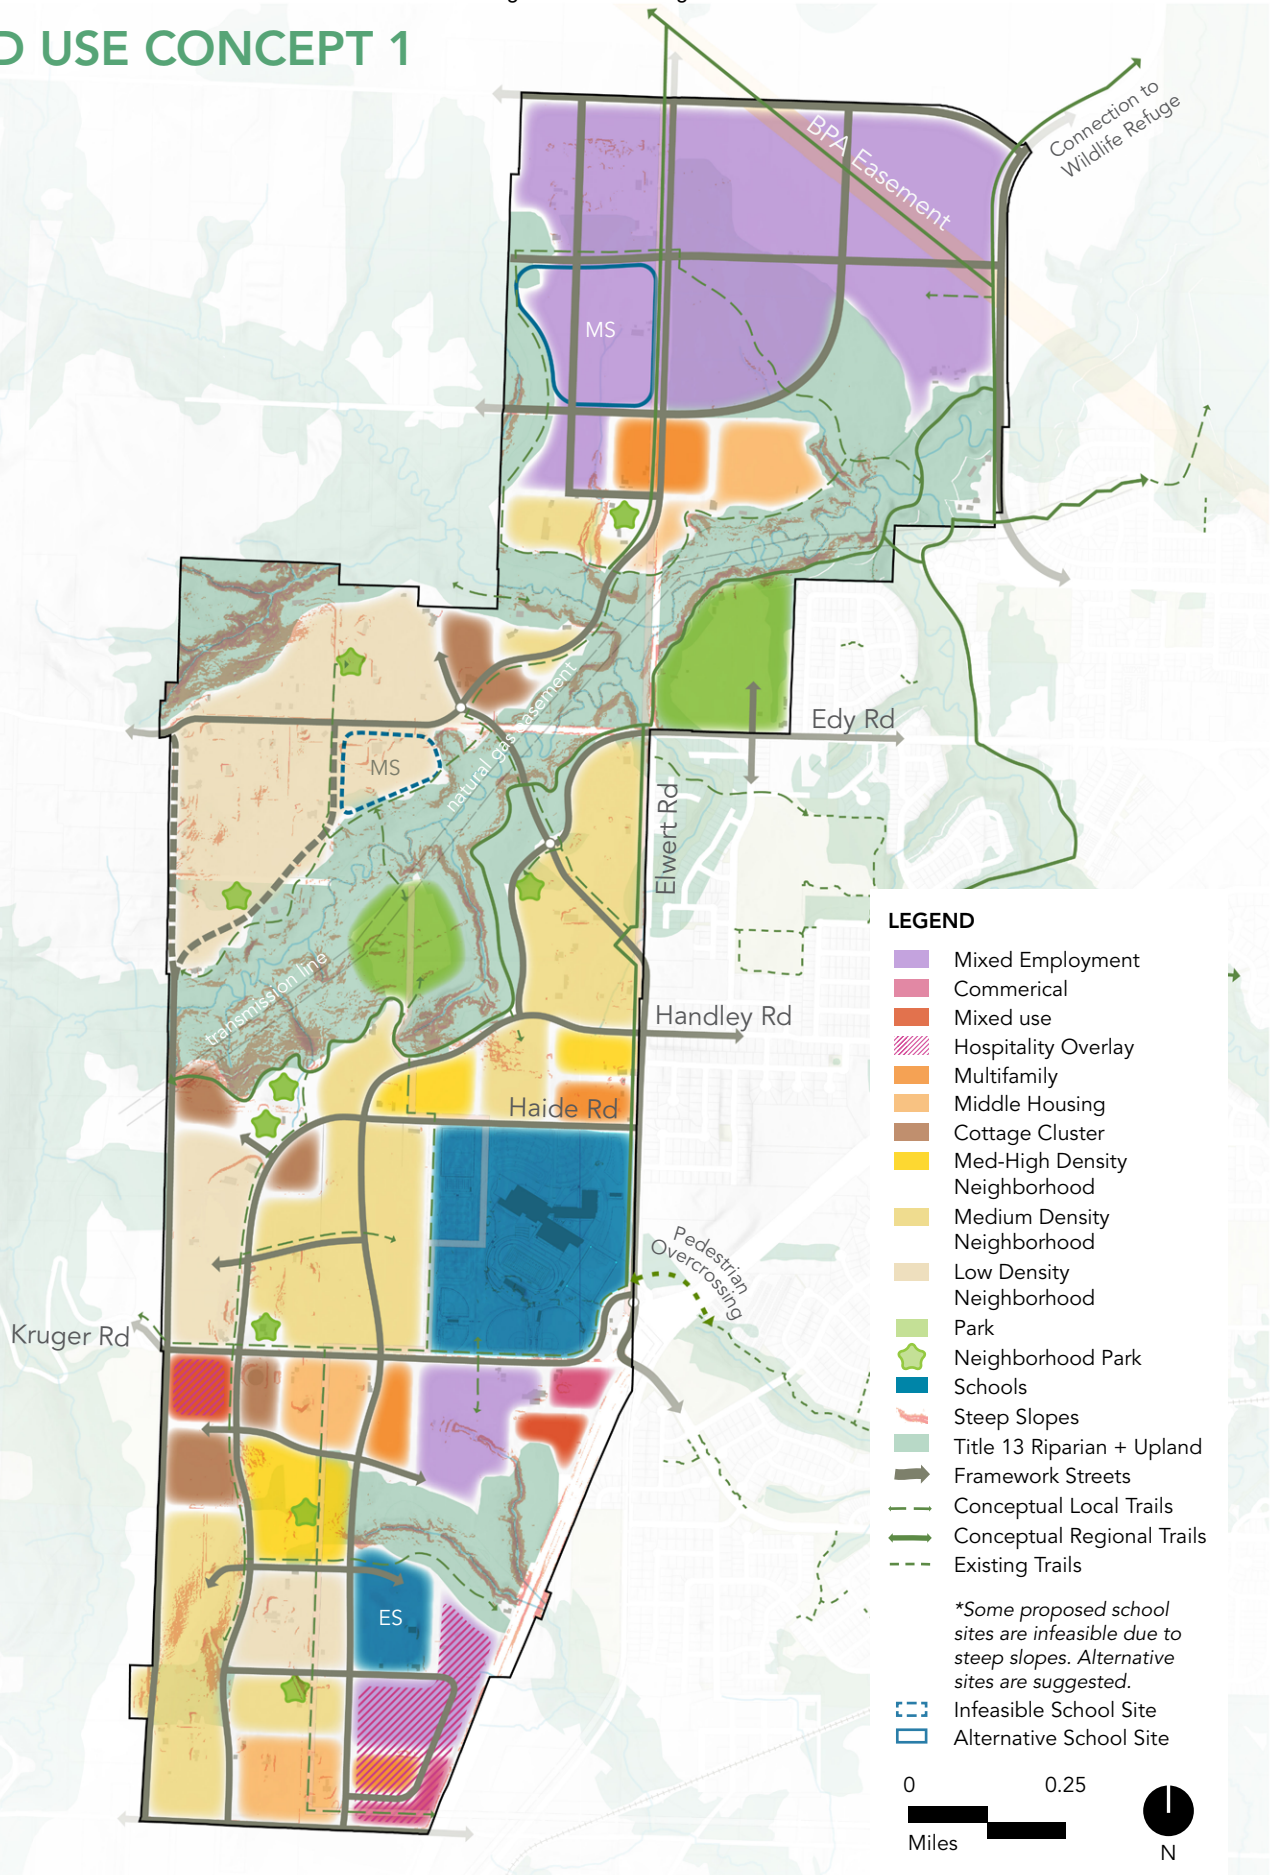 D USE CONCEPT 1
BPA Easement
Connection to
Wildlife Refuge
MS
Edy Rd
natural gas easement
MS
Elwert Rd
transmission line
Handley Rd
Haide Rd
Pedestrian
Overcrossing
Kruger Rd
ES
LEGEND
Mixed Employment
Commerical
Mixed use
Hospitality Overlay
Multifamily
Middle Housing
Cottage Cluster
Med-High Density
Neighborhood
Medium Density
Neighborhood
Low Density
Neighborhood
Park
Neighborhood Park
Schools
Steep Slopes
Title 13 Riparian + Upland
Framework Streets
Conceptual Local Trails
Conceptual Regional Trails
Existing Trails
*Some proposed school
sites are infeasible due to
steep slopes. Alternative
sites are suggested.
Infeasible School Site
Alternative School Site
0 0.25
Miles
N